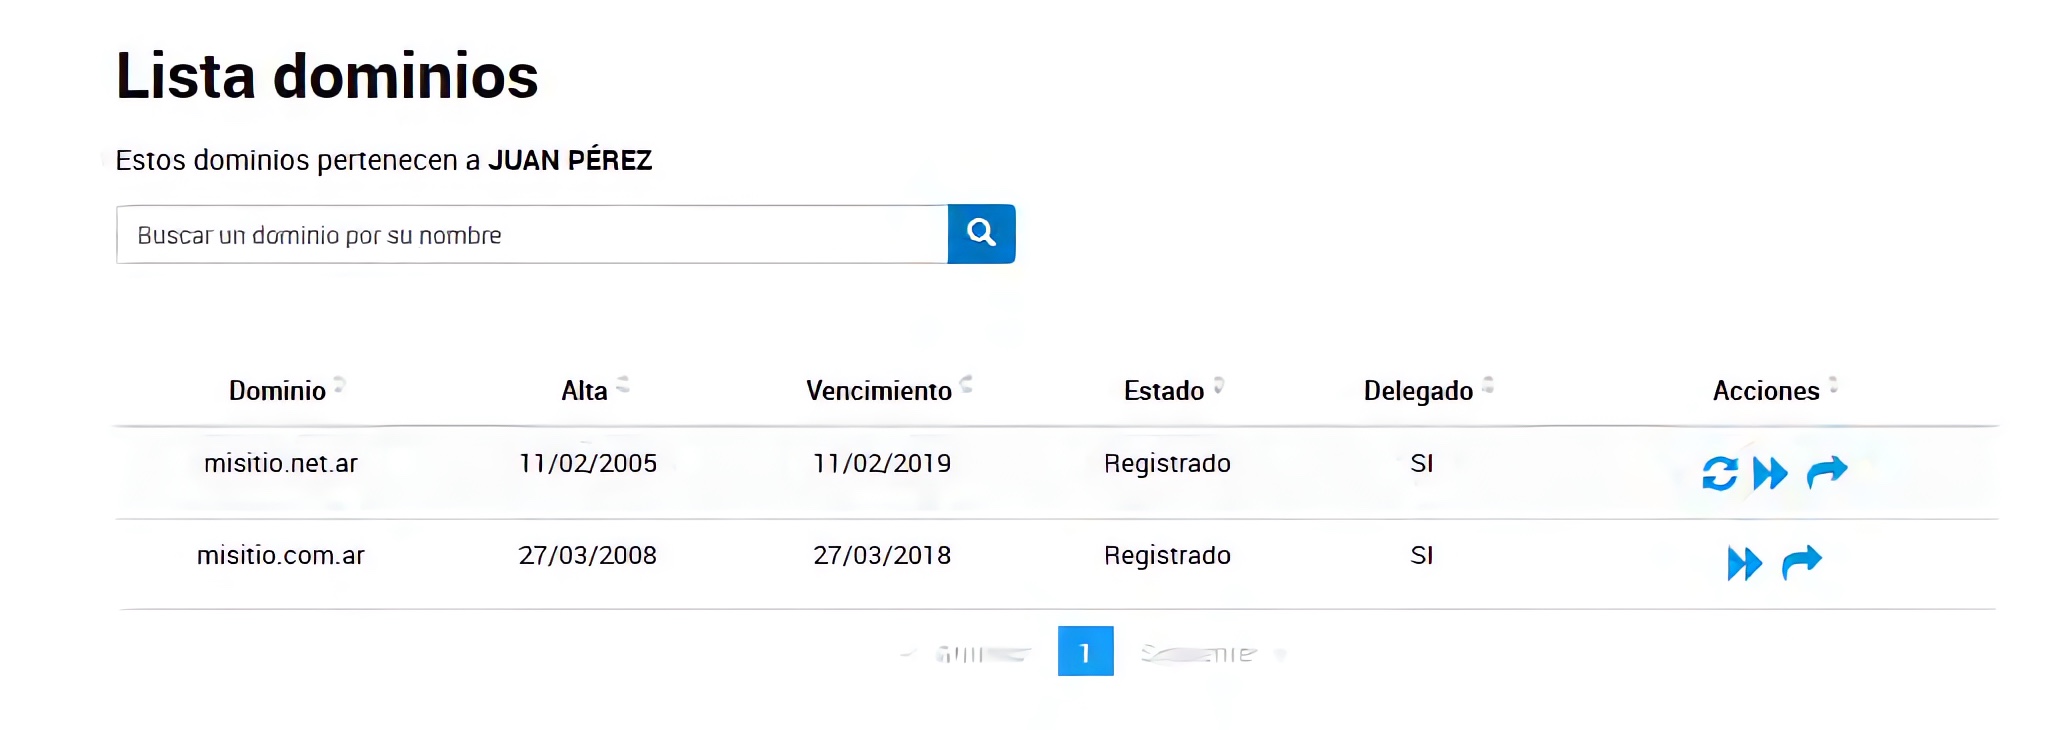 Lista dominios
Estos dominios pertenecen a JUAN PÉREZ
Buscar un dominio por su nombre
Dominio Alta Vencimiento Estado Delegado Acciones
misitio.net.ar 11/02/2005 11/02/2019 Registrado SI
misitio.com.ar 27/03/2008 27/03/2018 Registrado SI
1